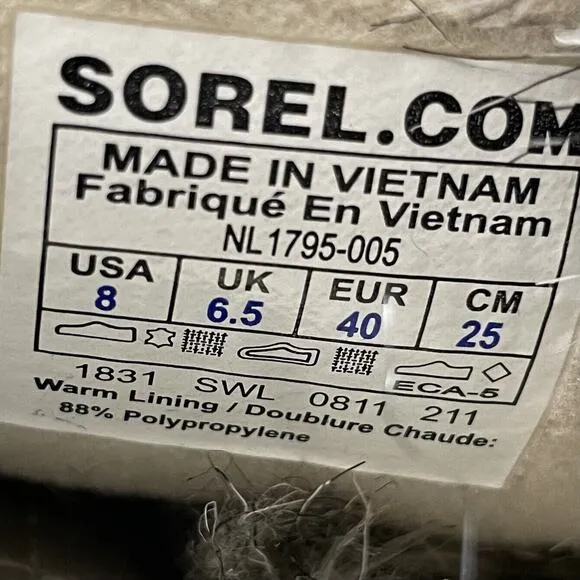 SOREL.COM
MADE IN VIETNAM
Fabriqué En Vietnam
NL1795-005
USA UK EUR CM
8 6.5 40 25
ECA-5
1831 SWL 0811 211
Warm Lining / Doublure Chaude:
88% Polypropylene